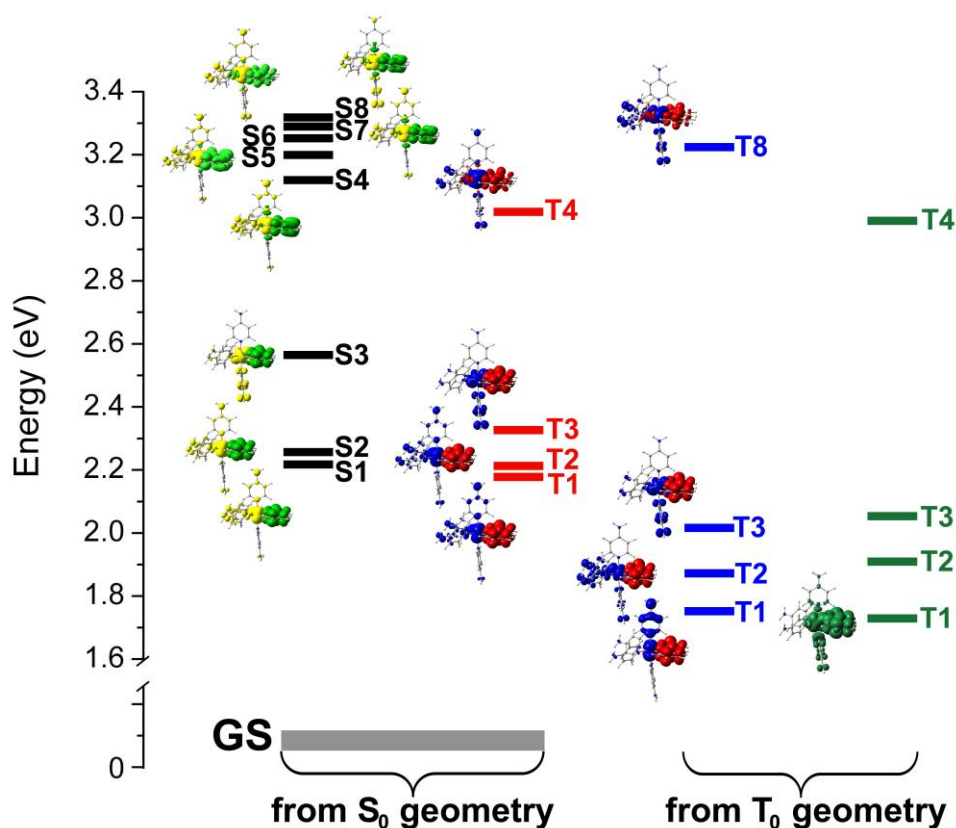 Energy (eV)
3.4
3.2
3.0
2.8
2.6
2.4
2.2
2.0
1.8
1.6
0
S8
S7
S6
S5
S4
S3
S2
S1
GS
T4
T3
T2
T1
T8
T3
T2
T1
T4
T3
T2
T1
from S₀ geometry
from T₀ geometry